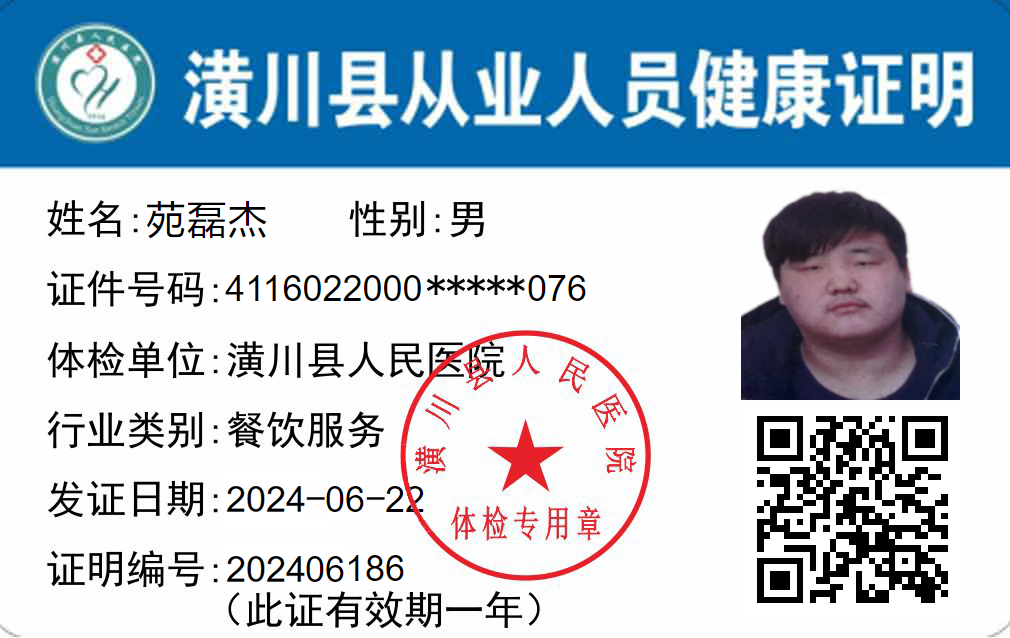 潢川县从业人员健康证明
姓名:苑磊杰 性别:男
证件号码:4116022000*****076
体检单位:潢川县人民医院
行业类别:餐饮服务
发证日期:2024-06-22
证明编号:202406186
（此证有效期一年）
潢川县人民医院
体检专用章